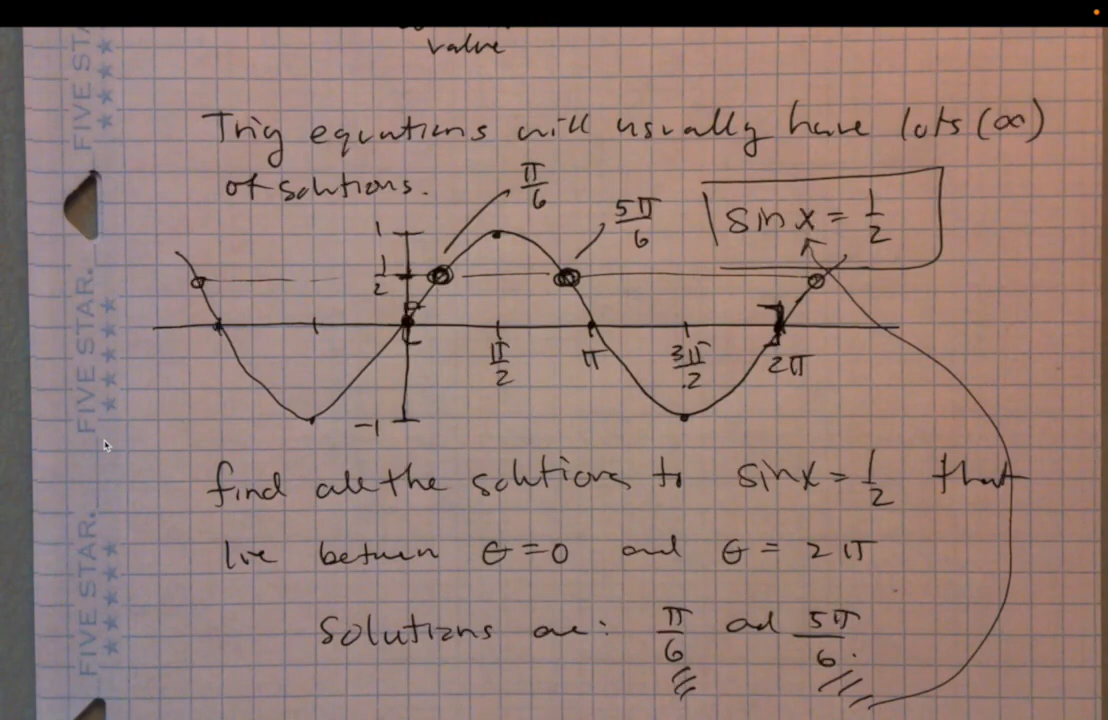 value
Trig equations will usually have lots (∞)
of solutions.
π/6
5π/6
sin x = 1/2
1
1/2
-1
π/2
π
3π/2
2π
find all the solutions to sin x = 1/2 that
live between θ = 0 and θ = 2π
Solutions are: π/6 ad 5π/6.
FIVE STA
FIVE STAR.
FIVE STAR.